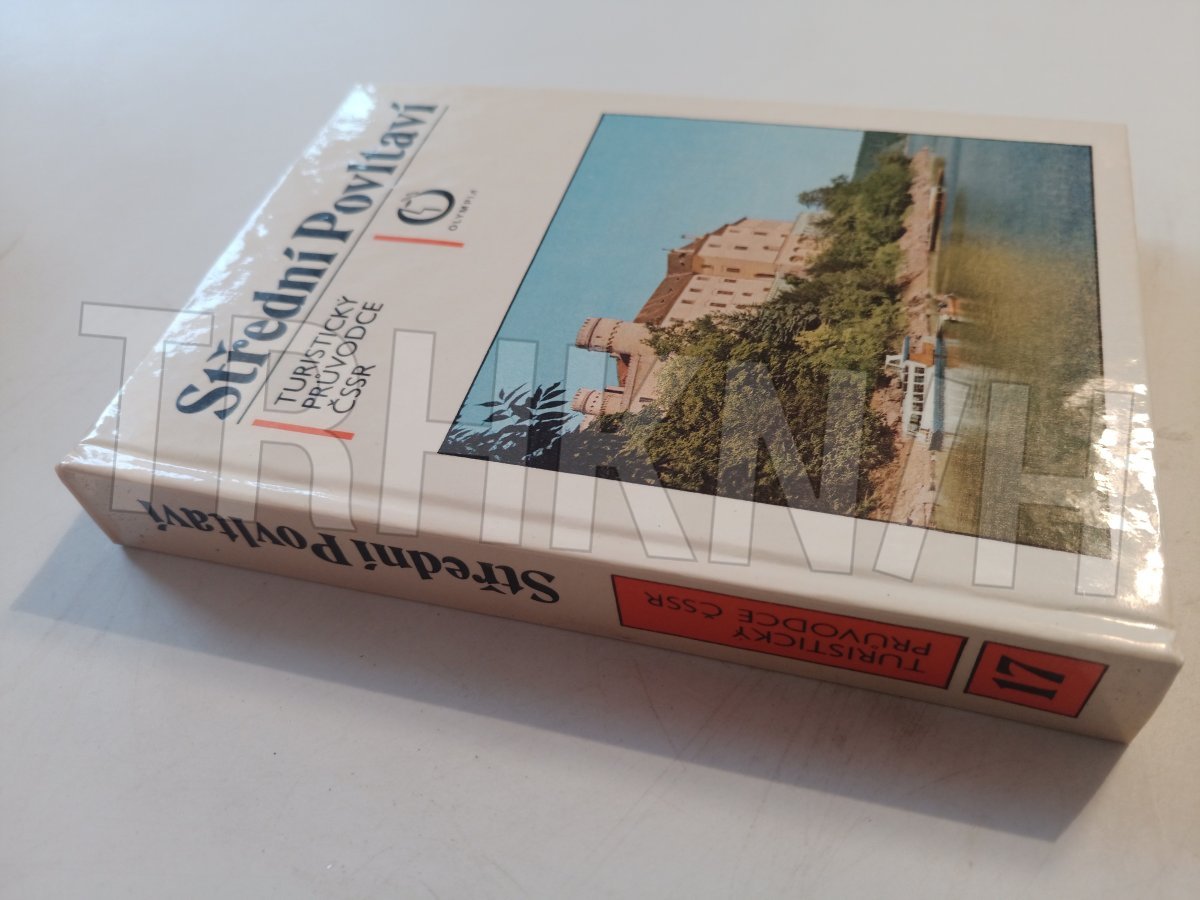 Střední Povltaví
TURISTICKÝ
PRŮVODCE
ČSSR
OLYMPIA
Střední Povltaví
TURISTICKÝ
PRŮVODCE ČSSR
17
TRHKNIH